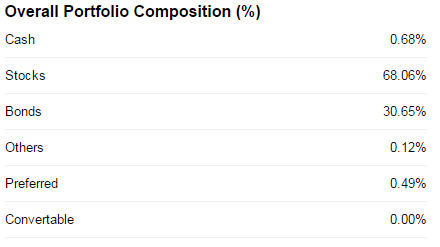 Overall Portfolio Composition (%)
Cash 0.68%
Stocks 68.06%
Bonds 30.65%
Others 0.12%
Preferred 0.49%
Convertable 0.00%